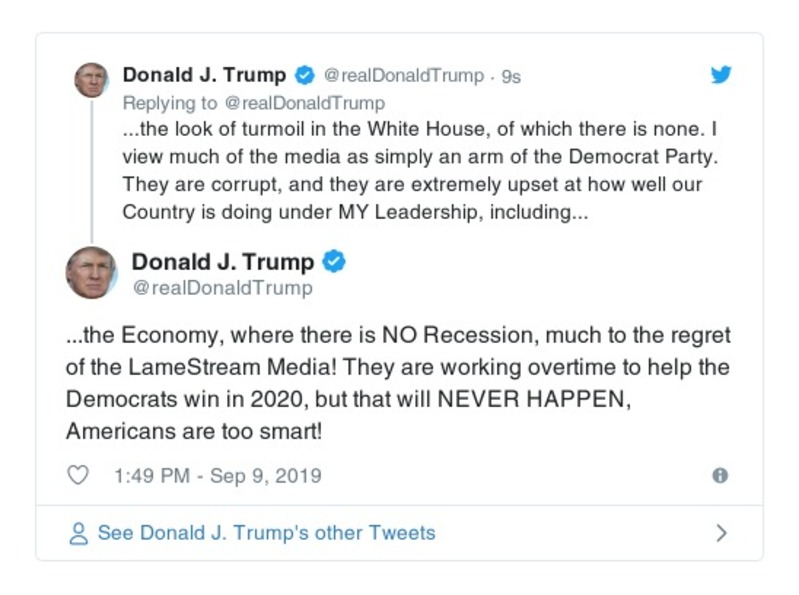 Donald J. Trump @realDonaldTrump · 9s
Replying to @realDonaldTrump
...the look of turmoil in the White House, of which there is none. I
view much of the media as simply an arm of the Democrat Party.
They are corrupt, and they are extremely upset at how well our
Country is doing under MY Leadership, including...
Donald J. Trump
@realDonaldTrump
...the Economy, where there is NO Recession, much to the regret
of the LameStream Media! They are working overtime to help the
Democrats win in 2020, but that will NEVER HAPPEN,
Americans are too smart!
1:49 PM - Sep 9, 2019
See Donald J. Trump's other Tweets